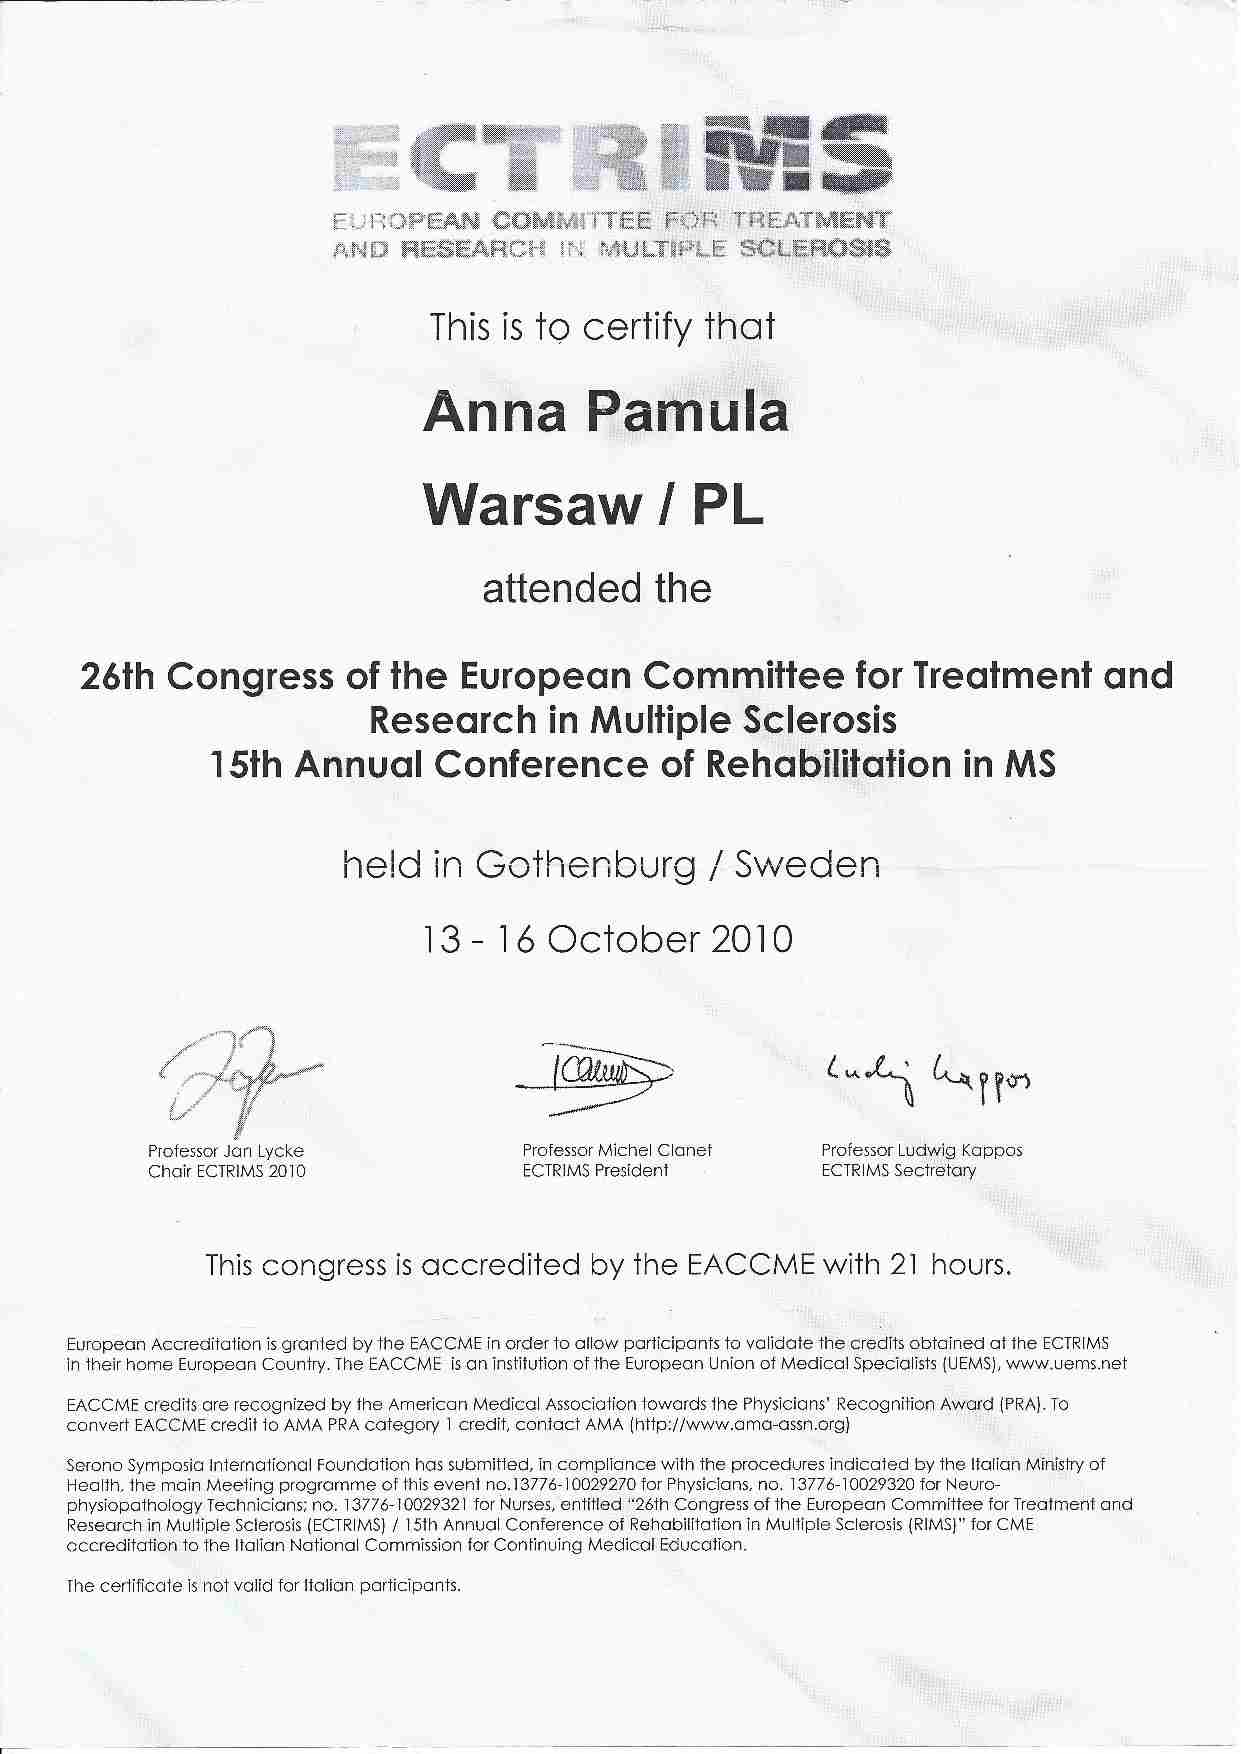 ECTRIMS
EUROPEAN COMMITTEE FOR TREATMENT
AND RESEARCH IN MULTIPLE SCLEROSIS
This is to certify that
Anna Pamula
Warsaw / PL
attended the
26th Congress of the European Committee for Treatment and
Research in Multiple Sclerosis
15th Annual Conference of Rehabilitation in MS
held in Gothenburg / Sweden
13 - 16 October 2010
Ludwig Kappos
Professor Jan Lycke Professor Michel Clanet Professor Ludwig Kappos
Chair ECTRIMS 2010 ECTRIMS President ECTRIMS Sectretary
This congress is accredited by the EACCME with 21 hours.
European Accreditation is granted by the EACCME in order to allow participants to validate the credits obtained at the ECTRIMS
in their home European Country. The EACCME is an institution of the European Union of Medical Specialists (UEMS), www.uems.net
EACCME credits are recognized by the American Medical Association towards the Physicians' Recognition Award (PRA). To
convert EACCME credit to AMA PRA category 1 credit, contact AMA (http://www.ama-assn.org)
Serono Symposia International Foundation has submitted, in compliance with the procedures indicated by the Italian Ministry of
Health, the main Meeting programme of this event no.13776-10029270 for Physicians, no. 13776-10029320 for Neuro-
physiopathology Technicians; no. 13776-10029321 for Nurses, entitled "26th Congress of the European Committee for Treatment and
Research in Multiple Sclerosis (ECTRIMS) / 15th Annual Conference of Rehabilitation in Multiple Sclerosis (RIMS)" for CME
accreditation to the Italian National Commission for Continuing Medical Education.
The certificate is not valid for Italian participants.